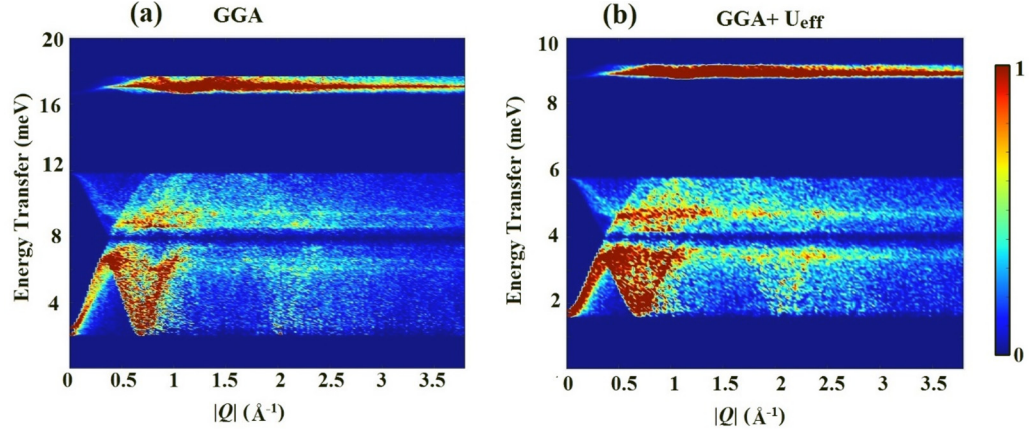 (a) GGA
(b) GGA+ Ueff
20
16
12
8
4
Energy Transfer (meV)
0 0.5 1 1.5 2 2.5 3 3.5
|Q| (Å-1)
10
8
6
4
2
Energy Transfer (meV)
0 0.5 1 1.5 2 2.5 3 3.5
|Q| (Å-1)
1
0